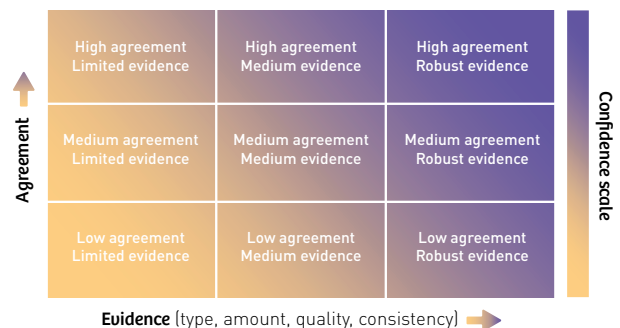 High agreement
Limited evidence
High agreement
Medium evidence
High agreement
Robust evidence
Medium agreement
Limited evidence
Medium agreement
Medium evidence
Medium agreement
Robust evidence
Low agreement
Limited evidence
Low agreement
Medium evidence
Low agreement
Robust evidence
Agreement
Confidence scale
Evidence (type, amount, quality, consistency)